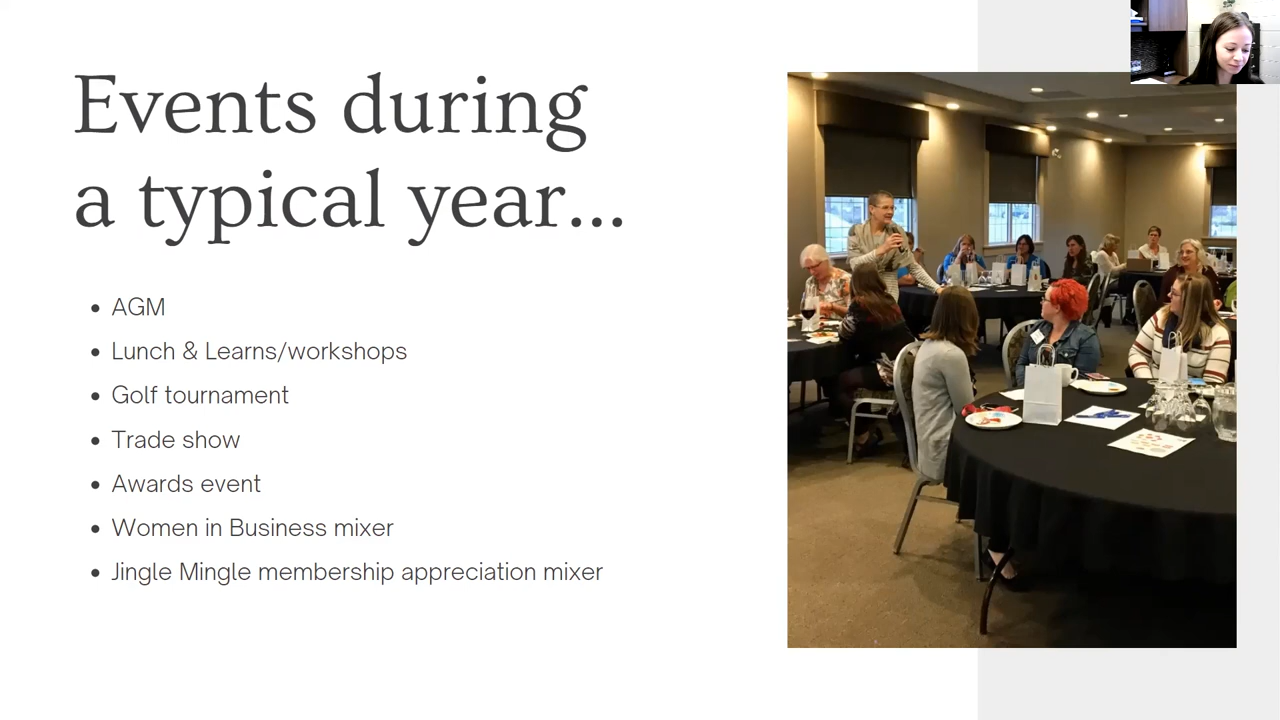 Events during
a typical year...
• AGM
• Lunch & Learns/workshops
• Golf tournament
• Trade show
• Awards event
• Women in Business mixer
• Jingle Mingle membership appreciation mixer